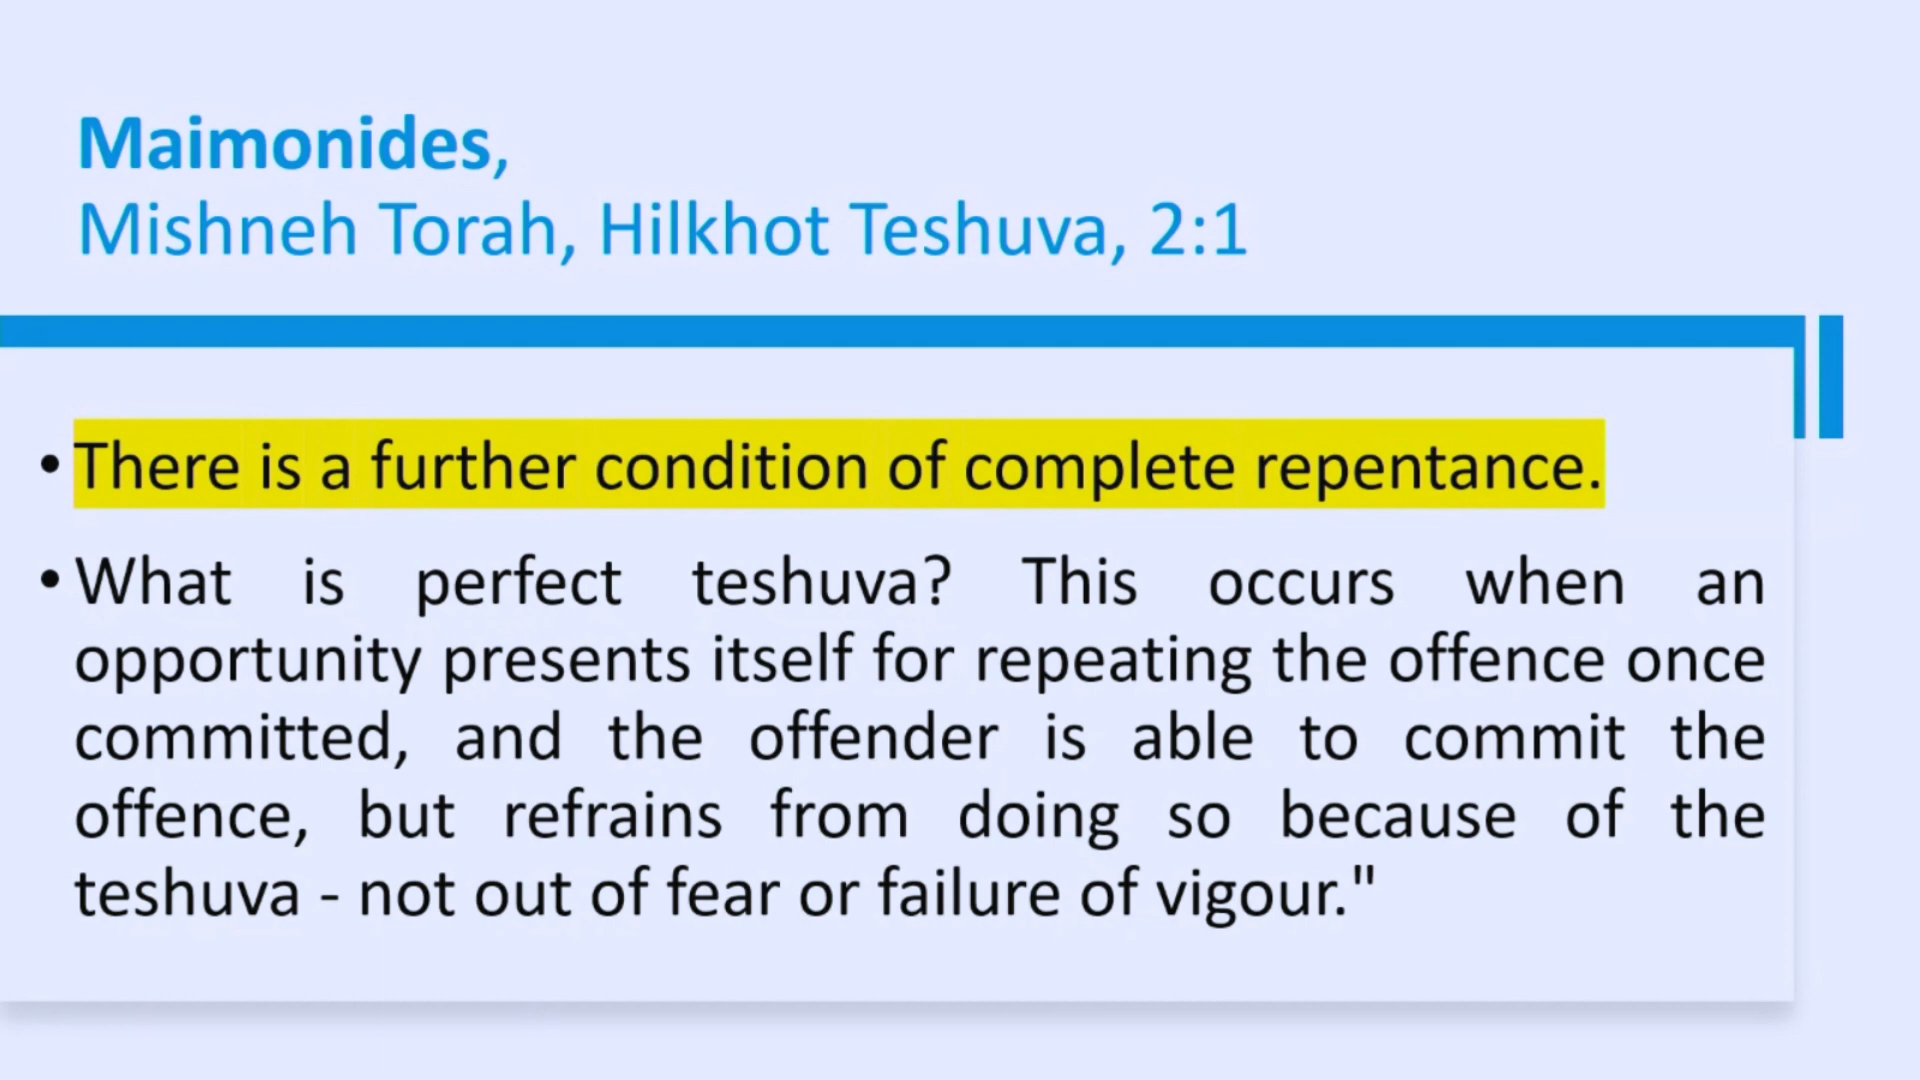 Maimonides,
Mishneh Torah, Hilkhot Teshuva, 2:1
• There is a further condition of complete repentance.
• What is perfect teshuva? This occurs when an
opportunity presents itself for repeating the offence once
committed, and the offender is able to commit the
offence, but refrains from doing so because of the
teshuva - not out of fear or failure of vigour."